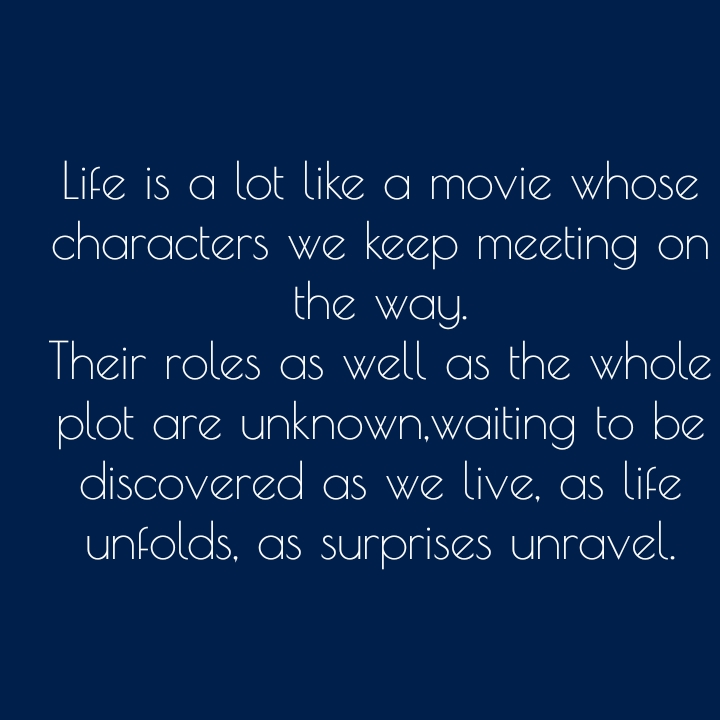 Life is a lot like a movie whose
characters we keep meeting on
the way.
Their roles as well as the whole
plot are unknown,waiting to be
discovered as we live, as life
unfolds, as surprises unravel.